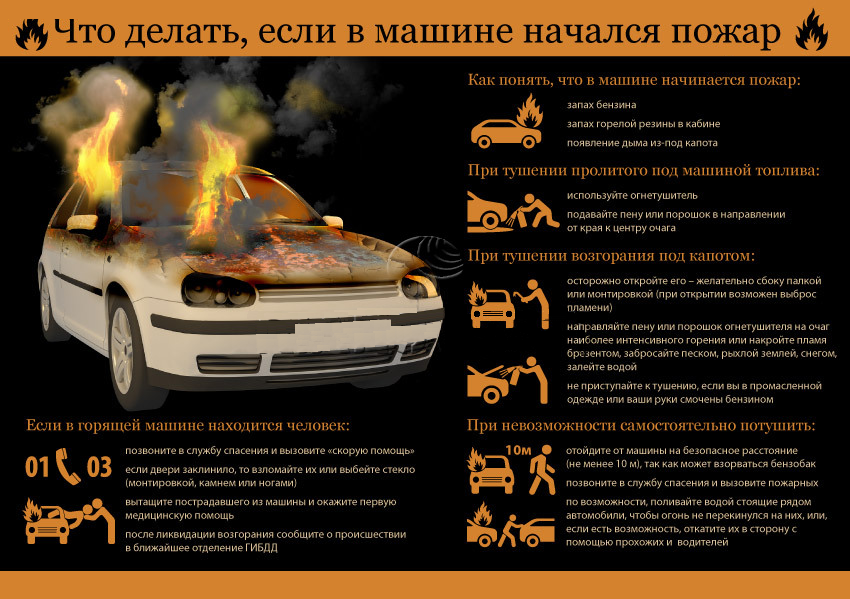 Что делать, если в машине начался пожар
Как понять, что в машине начинается пожар:
запах бензина
запах горелой резины в кабине
появление дыма из-под капота
При тушении пролитого под машиной топлива:
используйте огнетушитель
подавайте пену или порошок в направлении
от края к центру очага
При тушении возгорания под капотом:
осторожно откройте его – желательно сбоку палкой
или монтировкой (при открытии возможен выброс
пламени)
направляйте пену или порошок огнетушителя на очаг
наиболее интенсивного горения или накройте пламя
брезентом, забросайте песком, рыхлой землей, снегом,
залейте водой
не приступайте к тушению, если вы в промасленной
одежде или ваши руки смочены бензином
Если в горящей машине находится человек:
01 03
позвоните в службу спасения и вызовите «скорую помощь»
если двери заклинило, то взломайте их или выбейте стекло
(монтировкой, камнем или ногами)
вытащите пострадавшего из машины и окажите первую
медицинскую помощь
после ликвидации возгорания сообщите о происшествии
в ближайшее отделение ГИБДД
При невозможности самостоятельно потушить:
10м
отойдите от машины на безопасное расстояние
(не менее 10 м), так как может взорваться бензобак
позвоните в службу спасения и вызовите пожарных
по возможности, поливайте водой стоящие рядом
автомобили, чтобы огонь не перекинулся на них, или,
если есть возможность, откатите их в сторону с
помощью прохожих и водителей